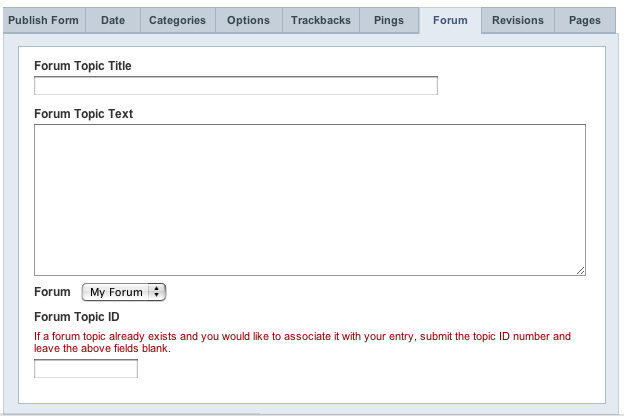 Publish Form Date Categories Options Trackbacks Pings Forum Revisions Pages
Forum Topic Title
Forum Topic Text
Forum My Forum
Forum Topic ID
If a forum topic already exists and you would like to associate it with your entry, submit the topic ID number and
leave the above fields blank.